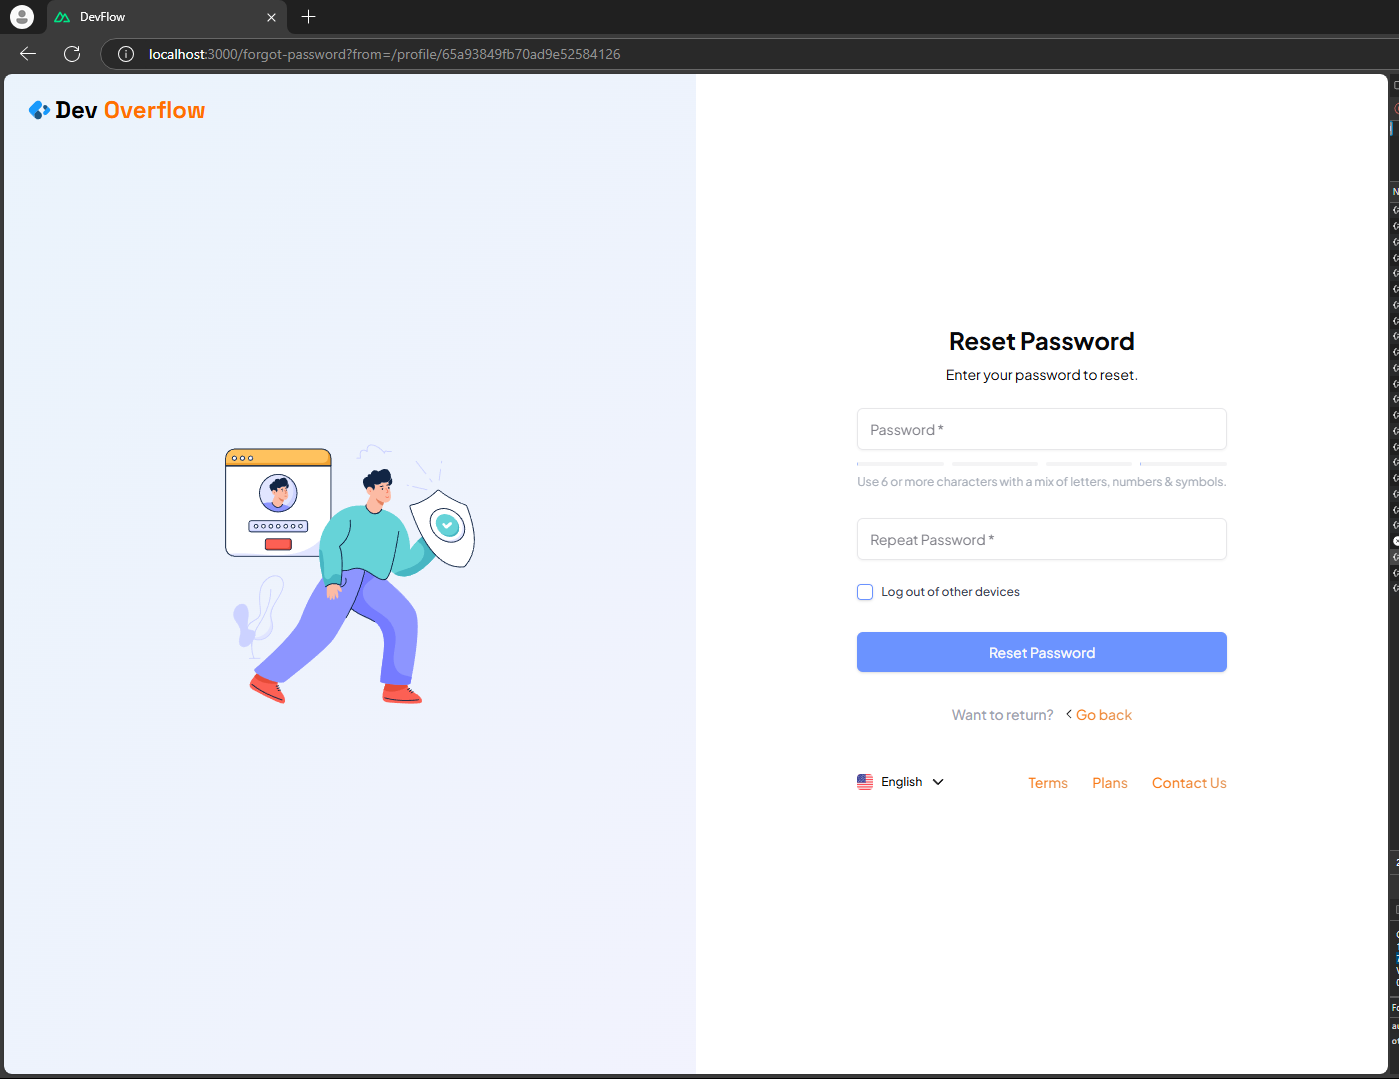 DevFlow
localhost:3000/forgot-password?from=/profile/65a93849fb70ad9e52584126
Dev Overflow
Reset Password
Enter your password to reset.
Password *
Use 6 or more characters with a mix of letters, numbers & symbols.
Repeat Password *
Log out of other devices
Reset Password
Want to return? Go back
English
Terms Plans Contact Us